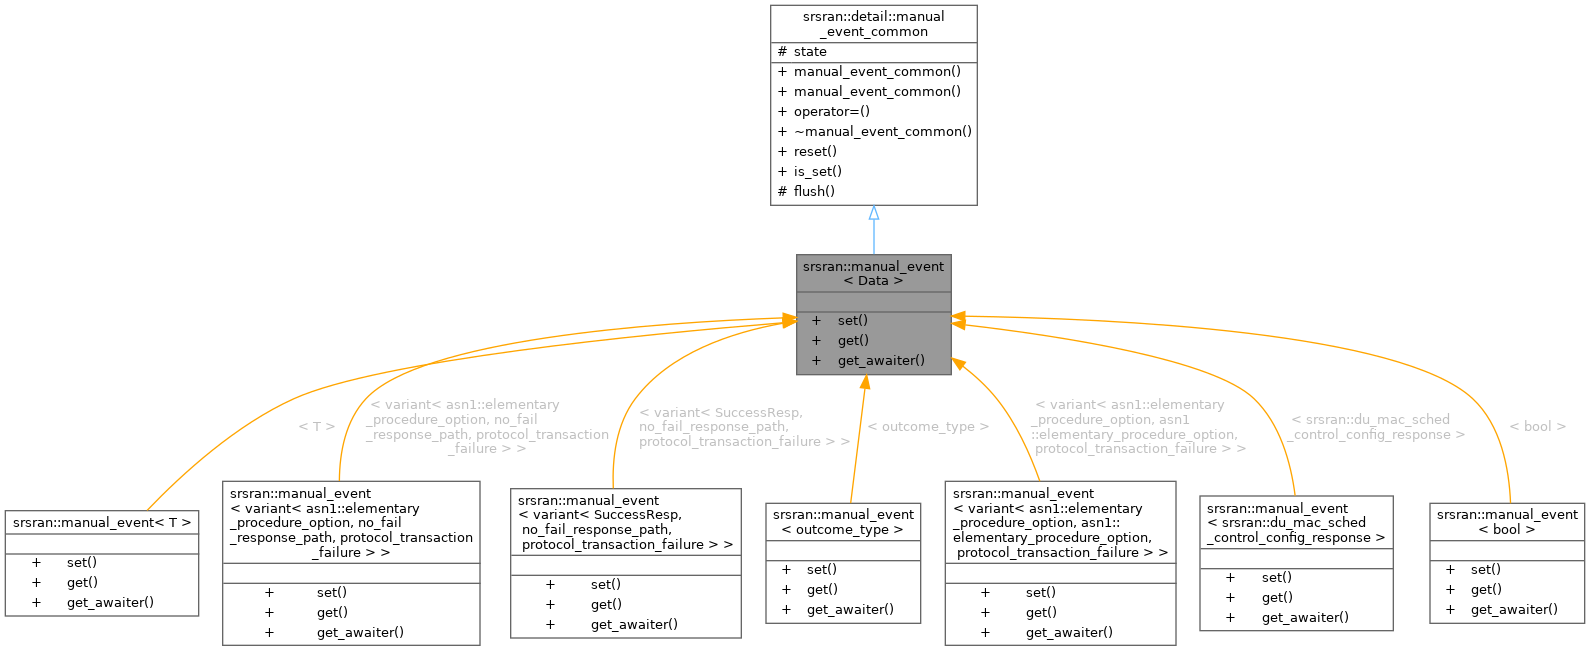 srsran::detail::manual
_event_common
# state
+ manual_event_common()
+ manual_event_common()
+ operator=()
+ ~manual_event_common()
+ reset()
+ is_set()
# flush()
srsran::manual_event
< Data >
+ set()
+ get()
+ get_awaiter()
< T >
< variant< asn1::elementary
_procedure_option, no_fail
_response_path, protocol_transaction
_failure > >
< variant< SuccessResp,
no_fail_response_path,
protocol_transaction_failure > >
< outcome_type >
< variant< asn1::elementary
_procedure_option, asn1
::elementary_procedure_option,
protocol_transaction_failure > >
< srsran::du_mac_sched
_control_config_response >
< bool >
srsran::manual_event< T >
+ set()
+ get()
+ get_awaiter()
srsran::manual_event
< variant< asn1::elementary
_procedure_option, no_fail
_response_path, protocol_transaction
_failure > >
+ set()
+ get()
+ get_awaiter()
srsran::manual_event
< variant< SuccessResp,
no_fail_response_path,
protocol_transaction_failure > >
+ set()
+ get()
+ get_awaiter()
srsran::manual_event
< outcome_type >
+ set()
+ get()
+ get_awaiter()
srsran::manual_event
< variant< asn1::elementary
_procedure_option, asn1::
elementary_procedure_option,
protocol_transaction_failure > >
+ set()
+ get()
+ get_awaiter()
srsran::manual_event
< srsran::du_mac_sched
_control_config_response >
+ set()
+ get()
+ get_awaiter()
srsran::manual_event
< bool >
+ set()
+ get()
+ get_awaiter()